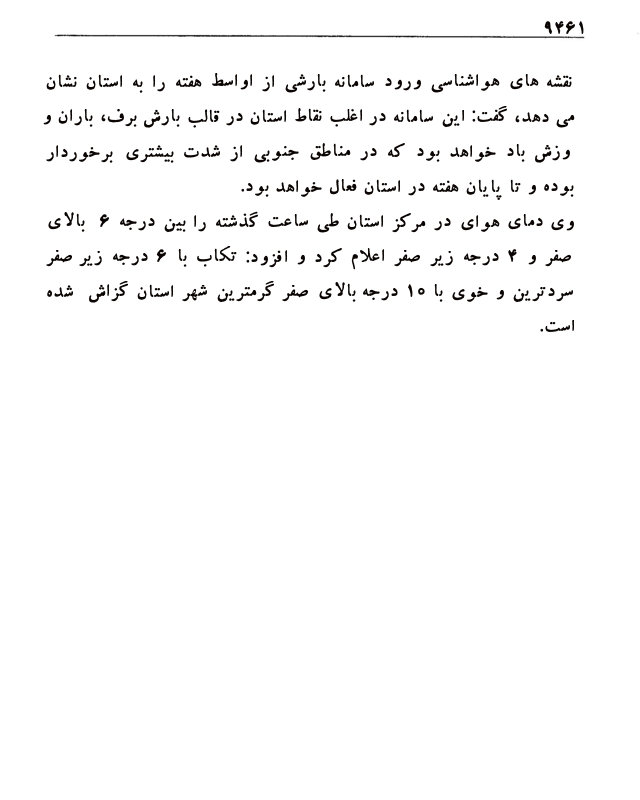 ۹۴۶۱
نقشه های هواشناسی ورود سامانه بارشی از اواسط هفته را به استان نشان
می دهد، گفت: این سامانه در اغلب نقاط استان در قالب بارش برف، باران و
وزش باد خواهد بود که در مناطق جنوبی از شدت بیشتری برخوردار
بوده و تا پایان هفته در استان فعال خواهد بود.
وی دمای هوای در مرکز استان طی ساعت گذشته را بین درجه ۶ بالای
صفر و ۴ درجه زیر صفر اعلام کرد و افزود: تکاب با ۶ درجه زیر صفر
سردترین و خوی با ۱۰ درجه بالای صفر گرمترین شهر استان گزاش شده
است.